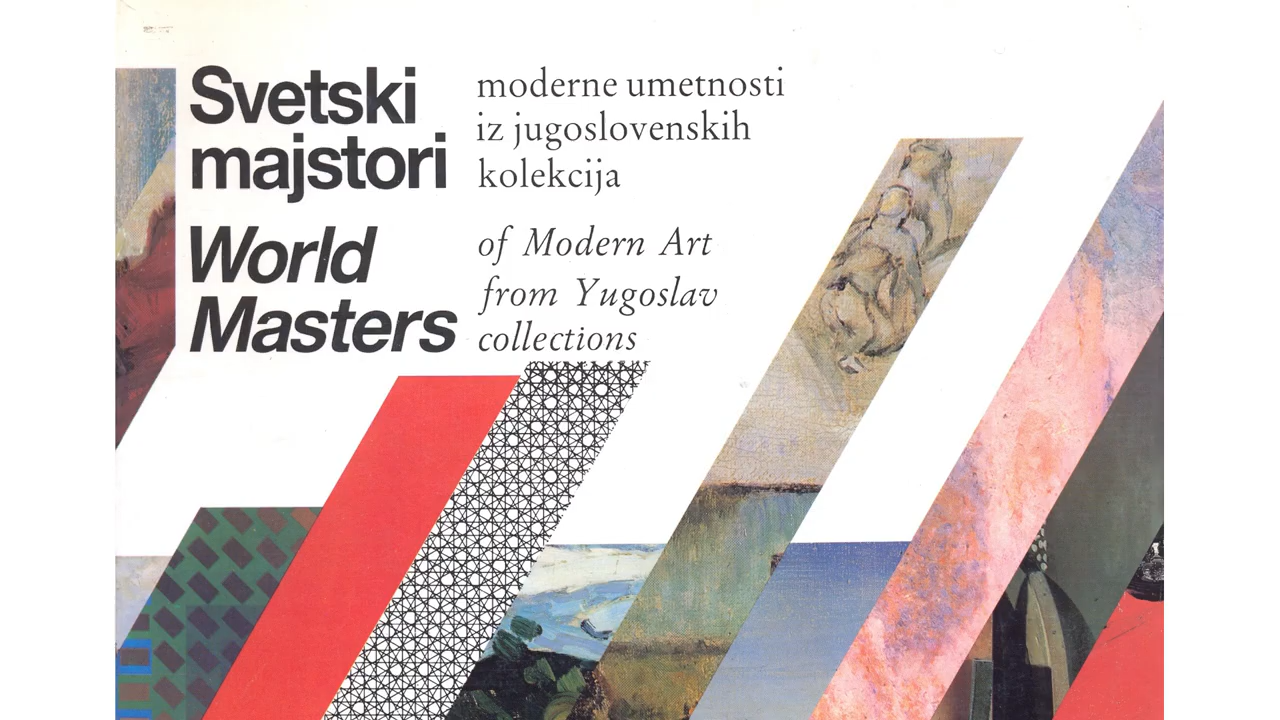 Svetski
majstori
moderne umetnosti
iz jugoslovenskih
kolekcija
World
Masters
of Modern Art
from Yugoslav
collections